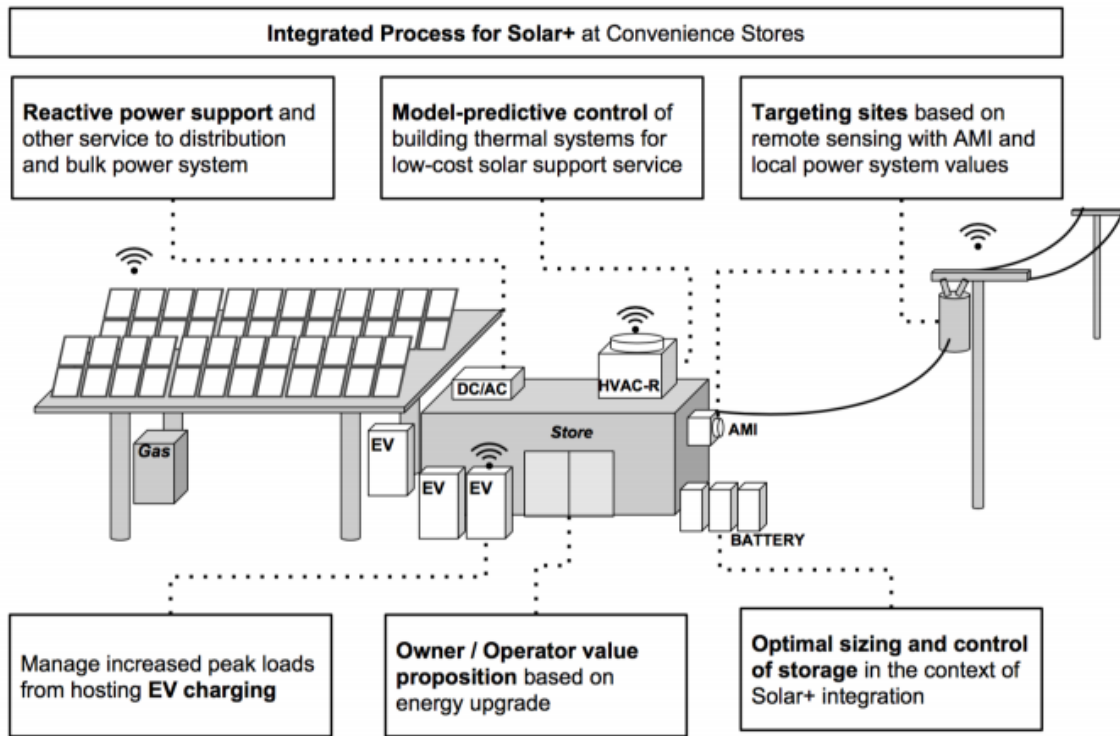 Integrated Process for Solar+ at Convenience Stores
Reactive power support and
other service to distribution
and bulk power system
Model-predictive control of
building thermal systems for
low-cost solar support service
Targeting sites based on
remote sensing with AMI and
local power system values
DC/AC
HVAC-R
Store
AMI
Gas
EV
EV
EV
BATTERY
Manage increased peak loads
from hosting EV charging
Owner / Operator value
proposition based on
energy upgrade
Optimal sizing and control
of storage in the context of
Solar+ integration